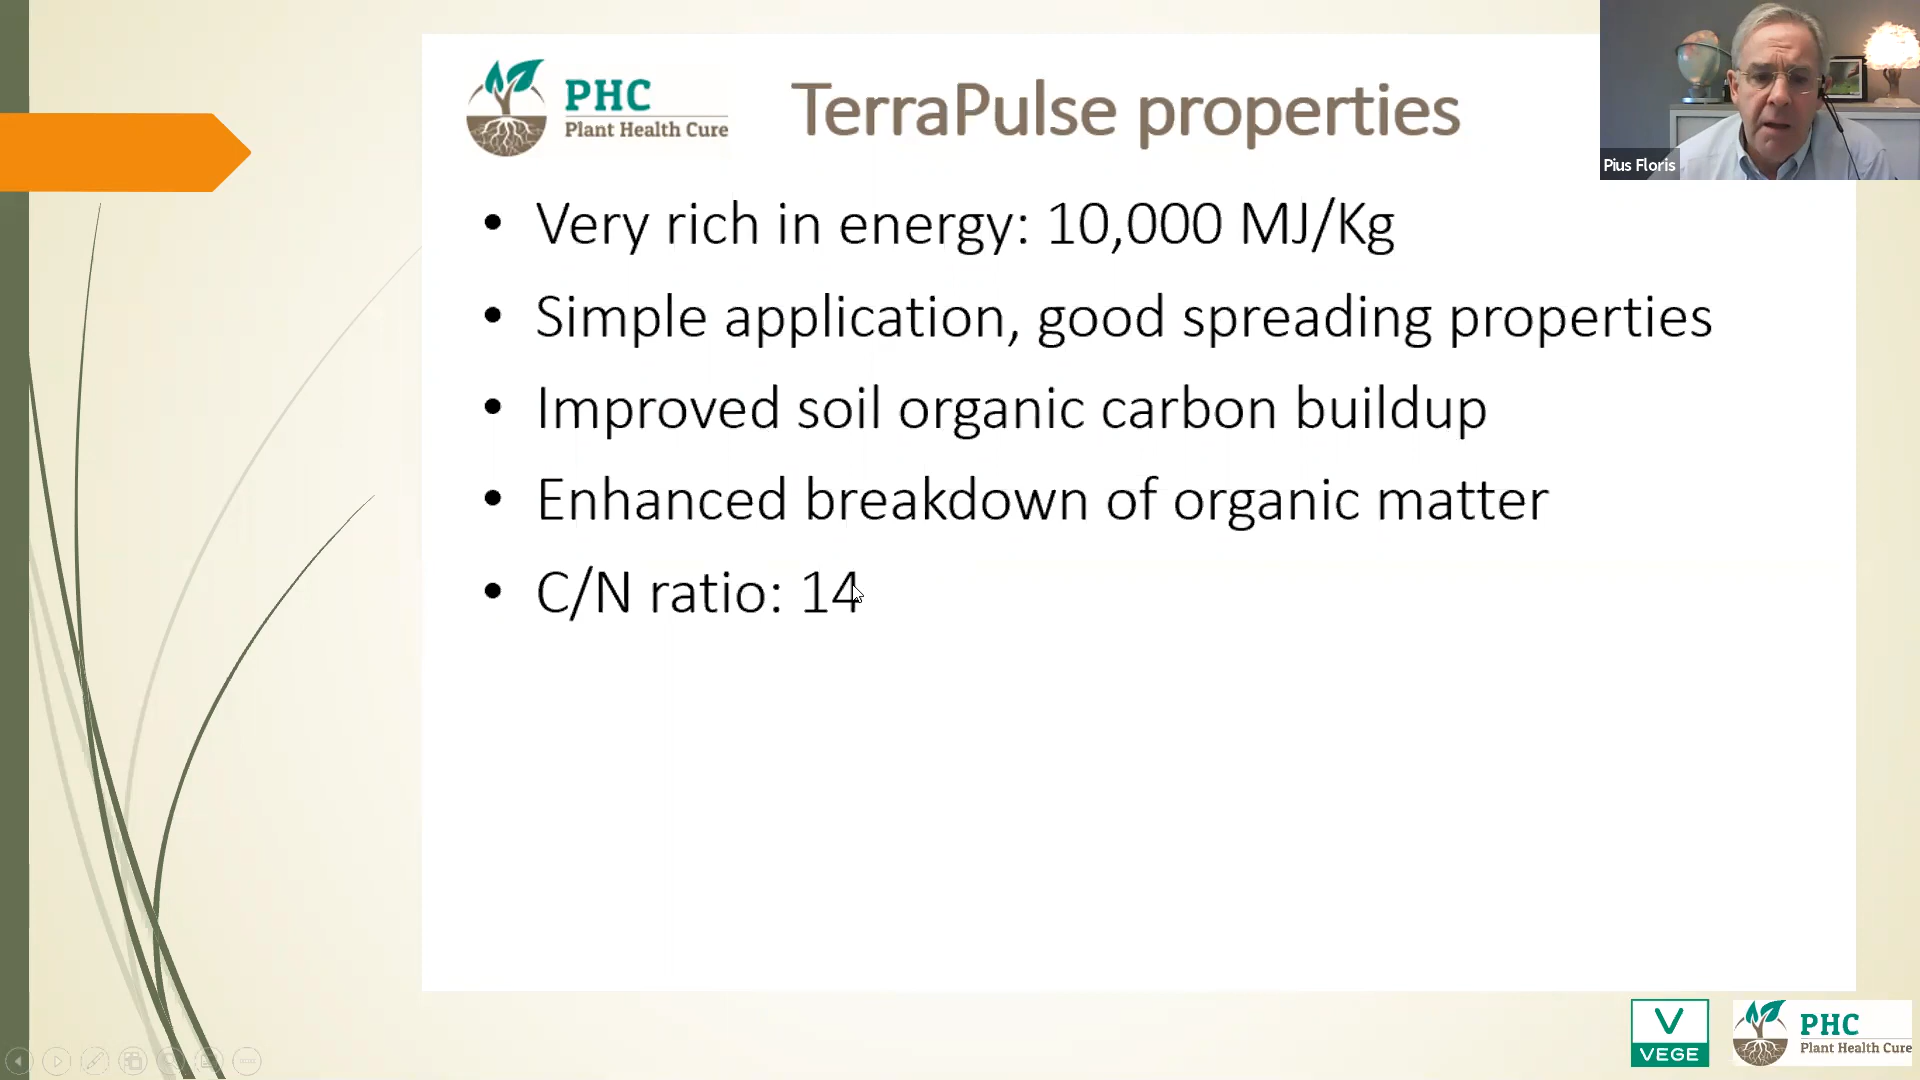 PHC
Plant Health Cure
TerraPulse properties
Pius Floris
• Very rich in energy: 10,000 MJ/Kg
• Simple application, good spreading properties
• Improved soil organic carbon buildup
• Enhanced breakdown of organic matter
• C/N ratio: 14
V
VEGE
PHC
Plant Health Cure